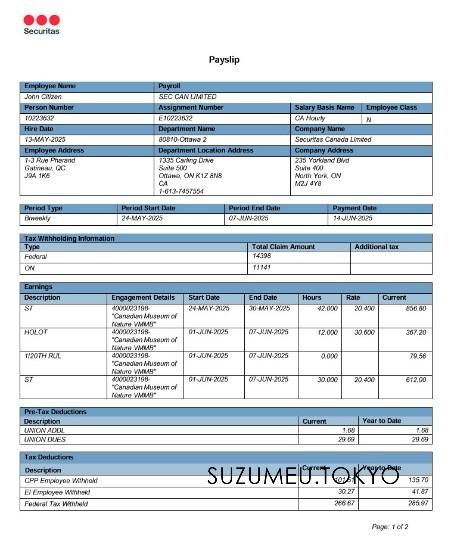 Securitas
Payslip
Employee Name Payroll
John Citizen SEC CAN LIMITED
Person Number Assignment Number Salary Basis Name Employee Class
10223632 E10223632 CA Hourly N
Hire Date Department Name Company Name
13-MAY-2025 80810-Ottawa 2 Securitas Canada Limited
Employee Address Department Location Address Company Address
1-3 Rue Pharand 1335 Carling Drive 235 Yorkland Blvd
Gatineau, QC Suite 500 Suite 400
J9A 1K6 Ottawa, ON K1Z 8N8 North York, ON
CA M2J 4Y8
1-613-7457554
Period Type Period Start Date Period End Date Payment Date
Biweekly 24-MAY-2025 07-JUN-2025 14-JUN-2025
Tax Withholding Information
Type Total Claim Amount Additional tax
Federal 14398
ON 11141
Earnings
Description Engagement Details Start Date End Date Hours Rate Current
ST 4000023198- 24-MAY-2025 30-MAY-2025 42.000 20.400 856.80
"Canadian Museum of
Nature VMMB"
HOLOT 4000023198- 01-JUN-2025 07-JUN-2025 12.000 30.600 367.20
"Canadian Museum of
Nature VMMB"
1/20TH RUL 4000023198- 01-JUN-2025 07-JUN-2025 0.000 79.56
"Canadian Museum of
Nature VMMB"
ST 4000023198- 01-JUN-2025 07-JUN-2025 30.000 20.400 612.00
"Canadian Museum of
Nature VMMB"
Pre-Tax Deductions
Description Current Year to Date
UNION ADDL 1.68 1.68
UNION DUES 29.69 29.69
Tax Deductions
Description Current Year to Date
SUZUMEU.TOKYO
CPP Employee Withheld 135.70
EI Employee Withheld 30.27 41.87
Federal Tax Withheld 266.67 285.97
Page: 1 of 2